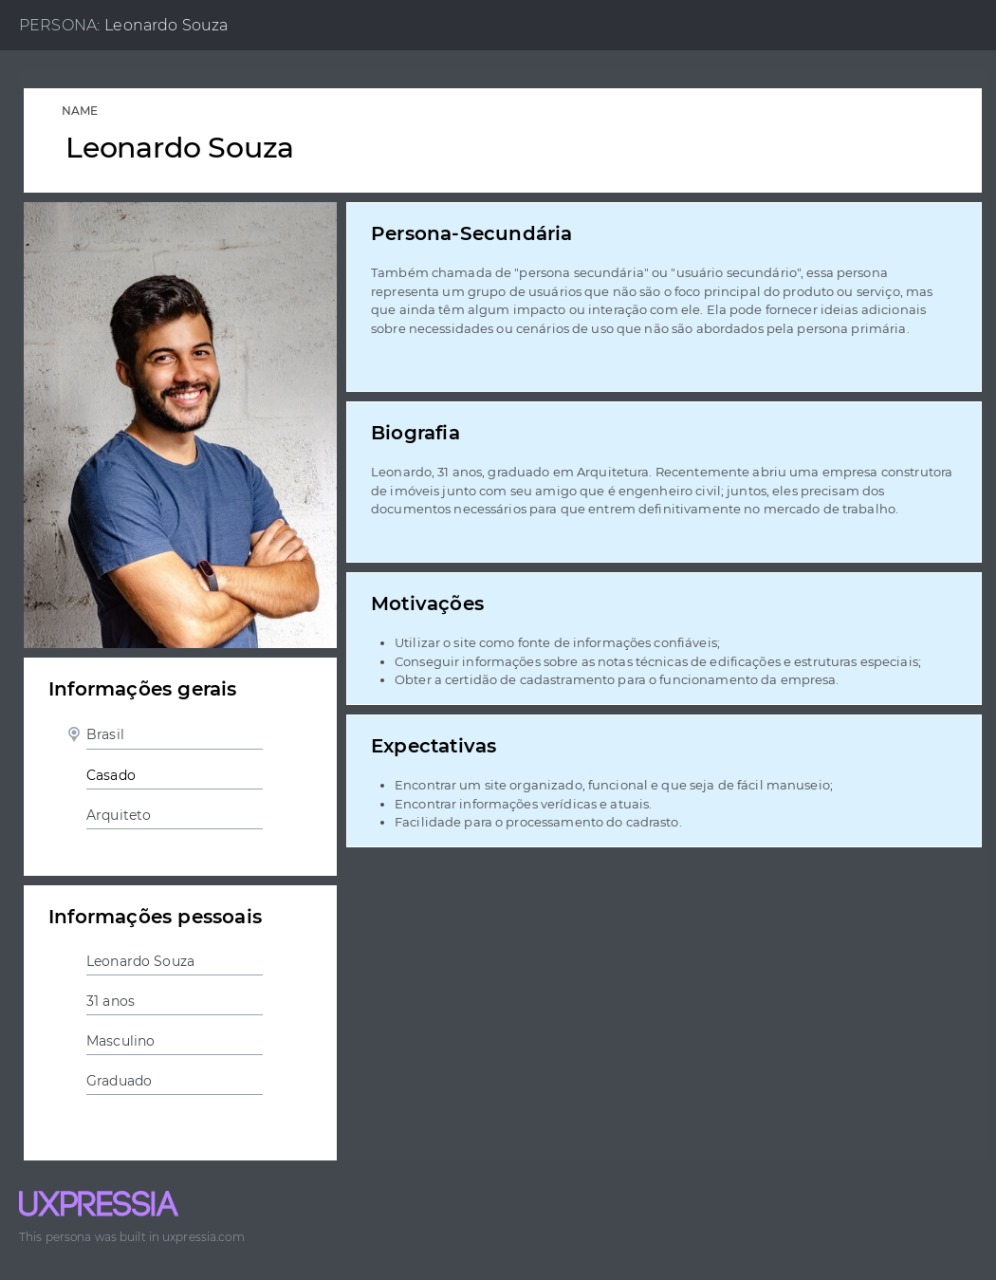 PERSONA: Leonardo Souza
NAME
Leonardo Souza
Persona-Secundária
Também chamada de "persona secundária" ou "usuário secundário", essa persona
representa um grupo de usuários que não são o foco principal do produto ou serviço, mas
que ainda têm algum impacto ou interação com ele. Ela pode fornecer ideias adicionais
sobre necessidades ou cenários de uso que não são abordados pela persona primária.
Biografia
Leonardo, 31 anos, graduado em Arquitetura. Recentemente abriu uma empresa construtora
de imóveis junto com seu amigo que é engenheiro civil; juntos, eles precisam dos
documentos necessários para que entrem definitivamente no mercado de trabalho.
Motivações
• Utilizar o site como fonte de informações confiáveis;
• Conseguir informações sobre as notas técnicas de edificações e estruturas especiais;
• Obter a certidão de cadastramento para o funcionamento da empresa.
Expectativas
• Encontrar um site organizado, funcional e que seja de fácil manuseio;
• Encontrar informações verídicas e atuais.
• Facilidade para o processamento do cadrasto.
Informações gerais
Brasil
Casado
Arquiteto
Informações pessoais
Leonardo Souza
31 anos
Masculino
Graduado
UXPRESSIA
This persona was built in uxpressia.com